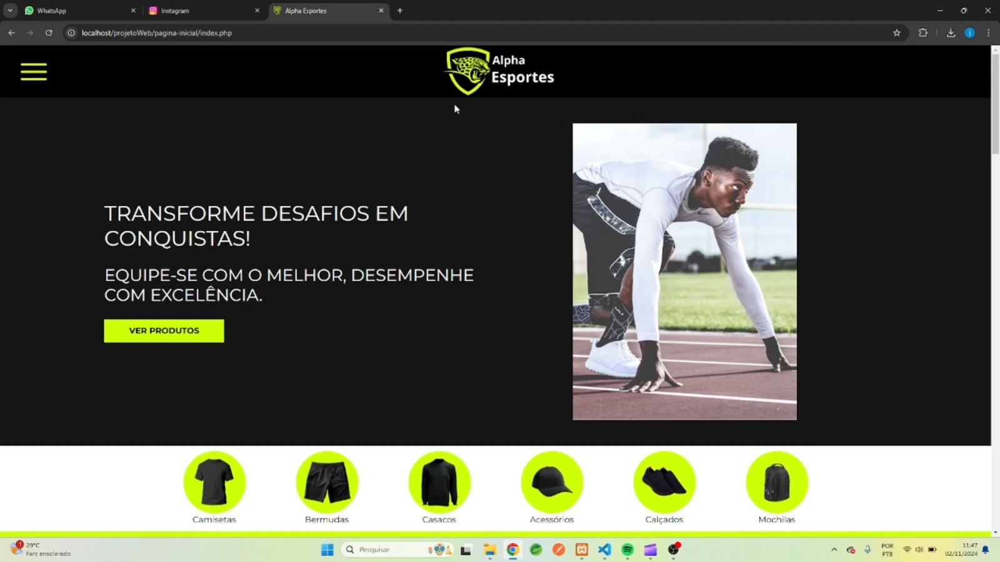 WhatsApp
Instagram
Alpha Esportes
localhost/projetoWeb/pagina-inicial/index.php
Alpha
Esportes
TRANSFORME DESAFIOS EM
CONQUISTAS!
EQUIPE-SE COM O MELHOR, DESEMPENHE
COM EXCELÊNCIA.
VER PRODUTOS
Camisetas
Bermudas
Casacos
Acessórios
Calçados
Mochilas
1
29°C
Parc ensolarado
Pesquisar
POR
PTB
11:47
02/11/2024